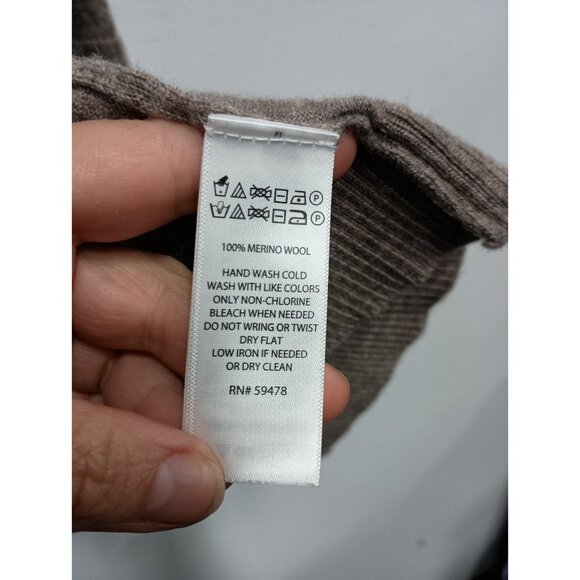 P
P
100% MERINO WOOL
HAND WASH COLD
WASH WITH LIKE COLORS
ONLY NON-CHLORINE
BLEACH WHEN NEEDED
DO NOT WRING OR TWIST
DRY FLAT
LOW IRON IF NEEDED
OR DRY CLEAN
RN# 59478